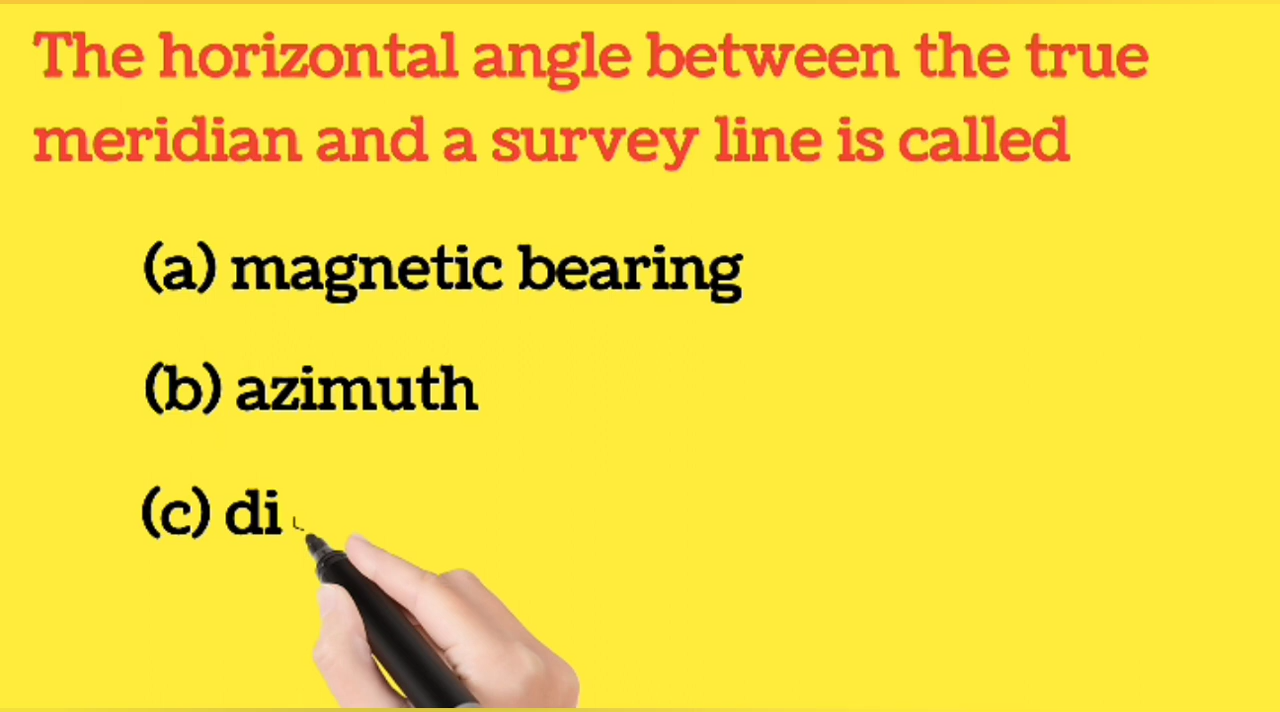 The horizontal angle between the true
meridian and a survey line is called
(a) magnetic bearing
(b) azimuth
(c) di